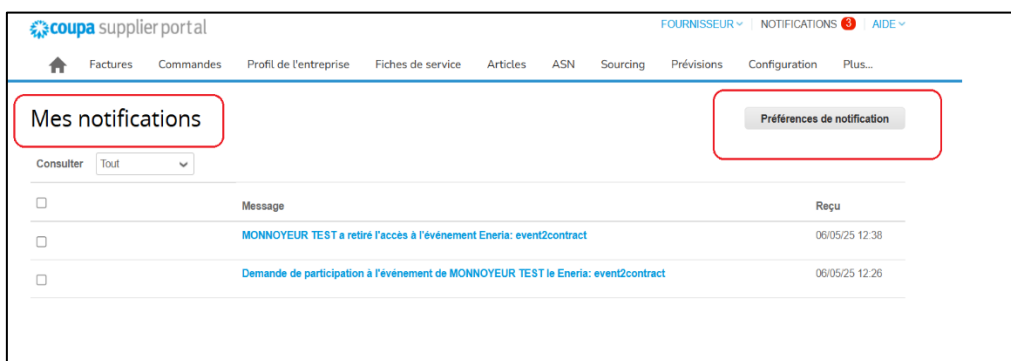 coupa supplier portal
FOURNISSEUR NOTIFICATIONS 3 AIDE
Factures Commandes Profil de l'entreprise Fiches de service Articles ASN Sourcing Prévisions Configuration Plus...
Mes notifications
Préférences de notification
Consulter Tout
Message Reçu
MONNOYEUR TEST a retiré l'accès à l'événement Eneria: event2contract 06/05/25 12:38
Demande de participation à l'événement de MONNOYEUR TEST le Eneria: event2contract 06/05/25 12:26